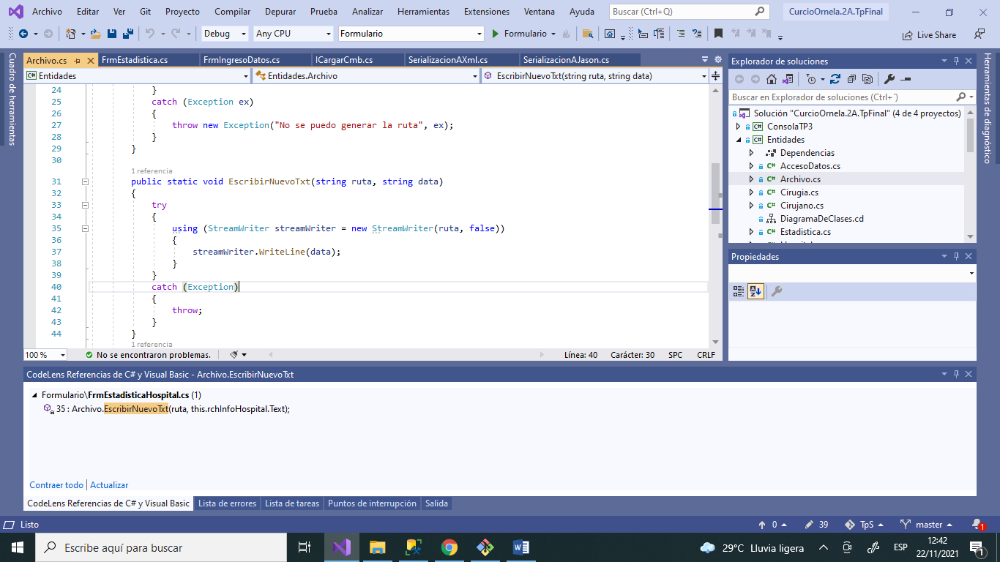 Archivo Editar Ver Git Proyecto Compilar Depurar Prueba Analizar Herramientas Extensiones Ventana Ayuda Buscar (Ctrl+Q) CurcioOrnela.2A.TpFinal
Debug Any CPU Formulario Formulario Live Share
Cuadro de herramientas
Archivo.cs FrmEstadistica.cs FrmIngresoDatos.cs ICargarCmb.cs SerializacionAXml.cs SerializacionAJason.cs
Entidades Entidades.Archivo EscribirNuevoTxt(string ruta, string data)
24 }
25 catch (Exception ex)
26 {
27 throw new Exception("No se puedo generar la ruta", ex);
28 }
29 }
30
1 referencia
31 public static void EscribirNuevoTxt(string ruta, string data)
32 {
33 try
34 {
35 using (StreamWriter streamWriter = new StreamWriter(ruta, false))
36 {
37 streamWriter.WriteLine(data);
38 }
39 }
40 catch (Exception)
41 {
42 throw;
43 }
44 }
1 referencia
100 % No se encontraron problemas. Línea: 40 Carácter: 30 SPC CRLF
Explorador de soluciones
Buscar en Explorador de soluciones (Ctrl+´)
Solución "CurcioOrnela.2A.TpFinal" (4 de 4 proyectos)
C# ConsolaTP3
C# Entidades
Dependencias
C# AccesoDatos.cs
C# Archivo.cs
C# Cirugia.cs
C# Cirujano.cs
DiagramaDeClases.cd
C# Estadistica.cs
Propiedades
Herramientas de diagnóstico
CodeLens Referencias de C# y Visual Basic - Archivo.EscribirNuevoTxt
Formulario\FrmEstadisticaHospital.cs (1)
35 : Archivo.EscribirNuevoTxt(ruta, this.rchInfoHospital.Text);
Contraer todo Actualizar
CodeLens Referencias de C# y Visual Basic Lista de errores Lista de tareas Puntos de interrupción Salida
Listo 0 39 TpS master 1
Escribe aquí para buscar 29°C Lluvia ligera ESP 12:42
22/11/2021 1